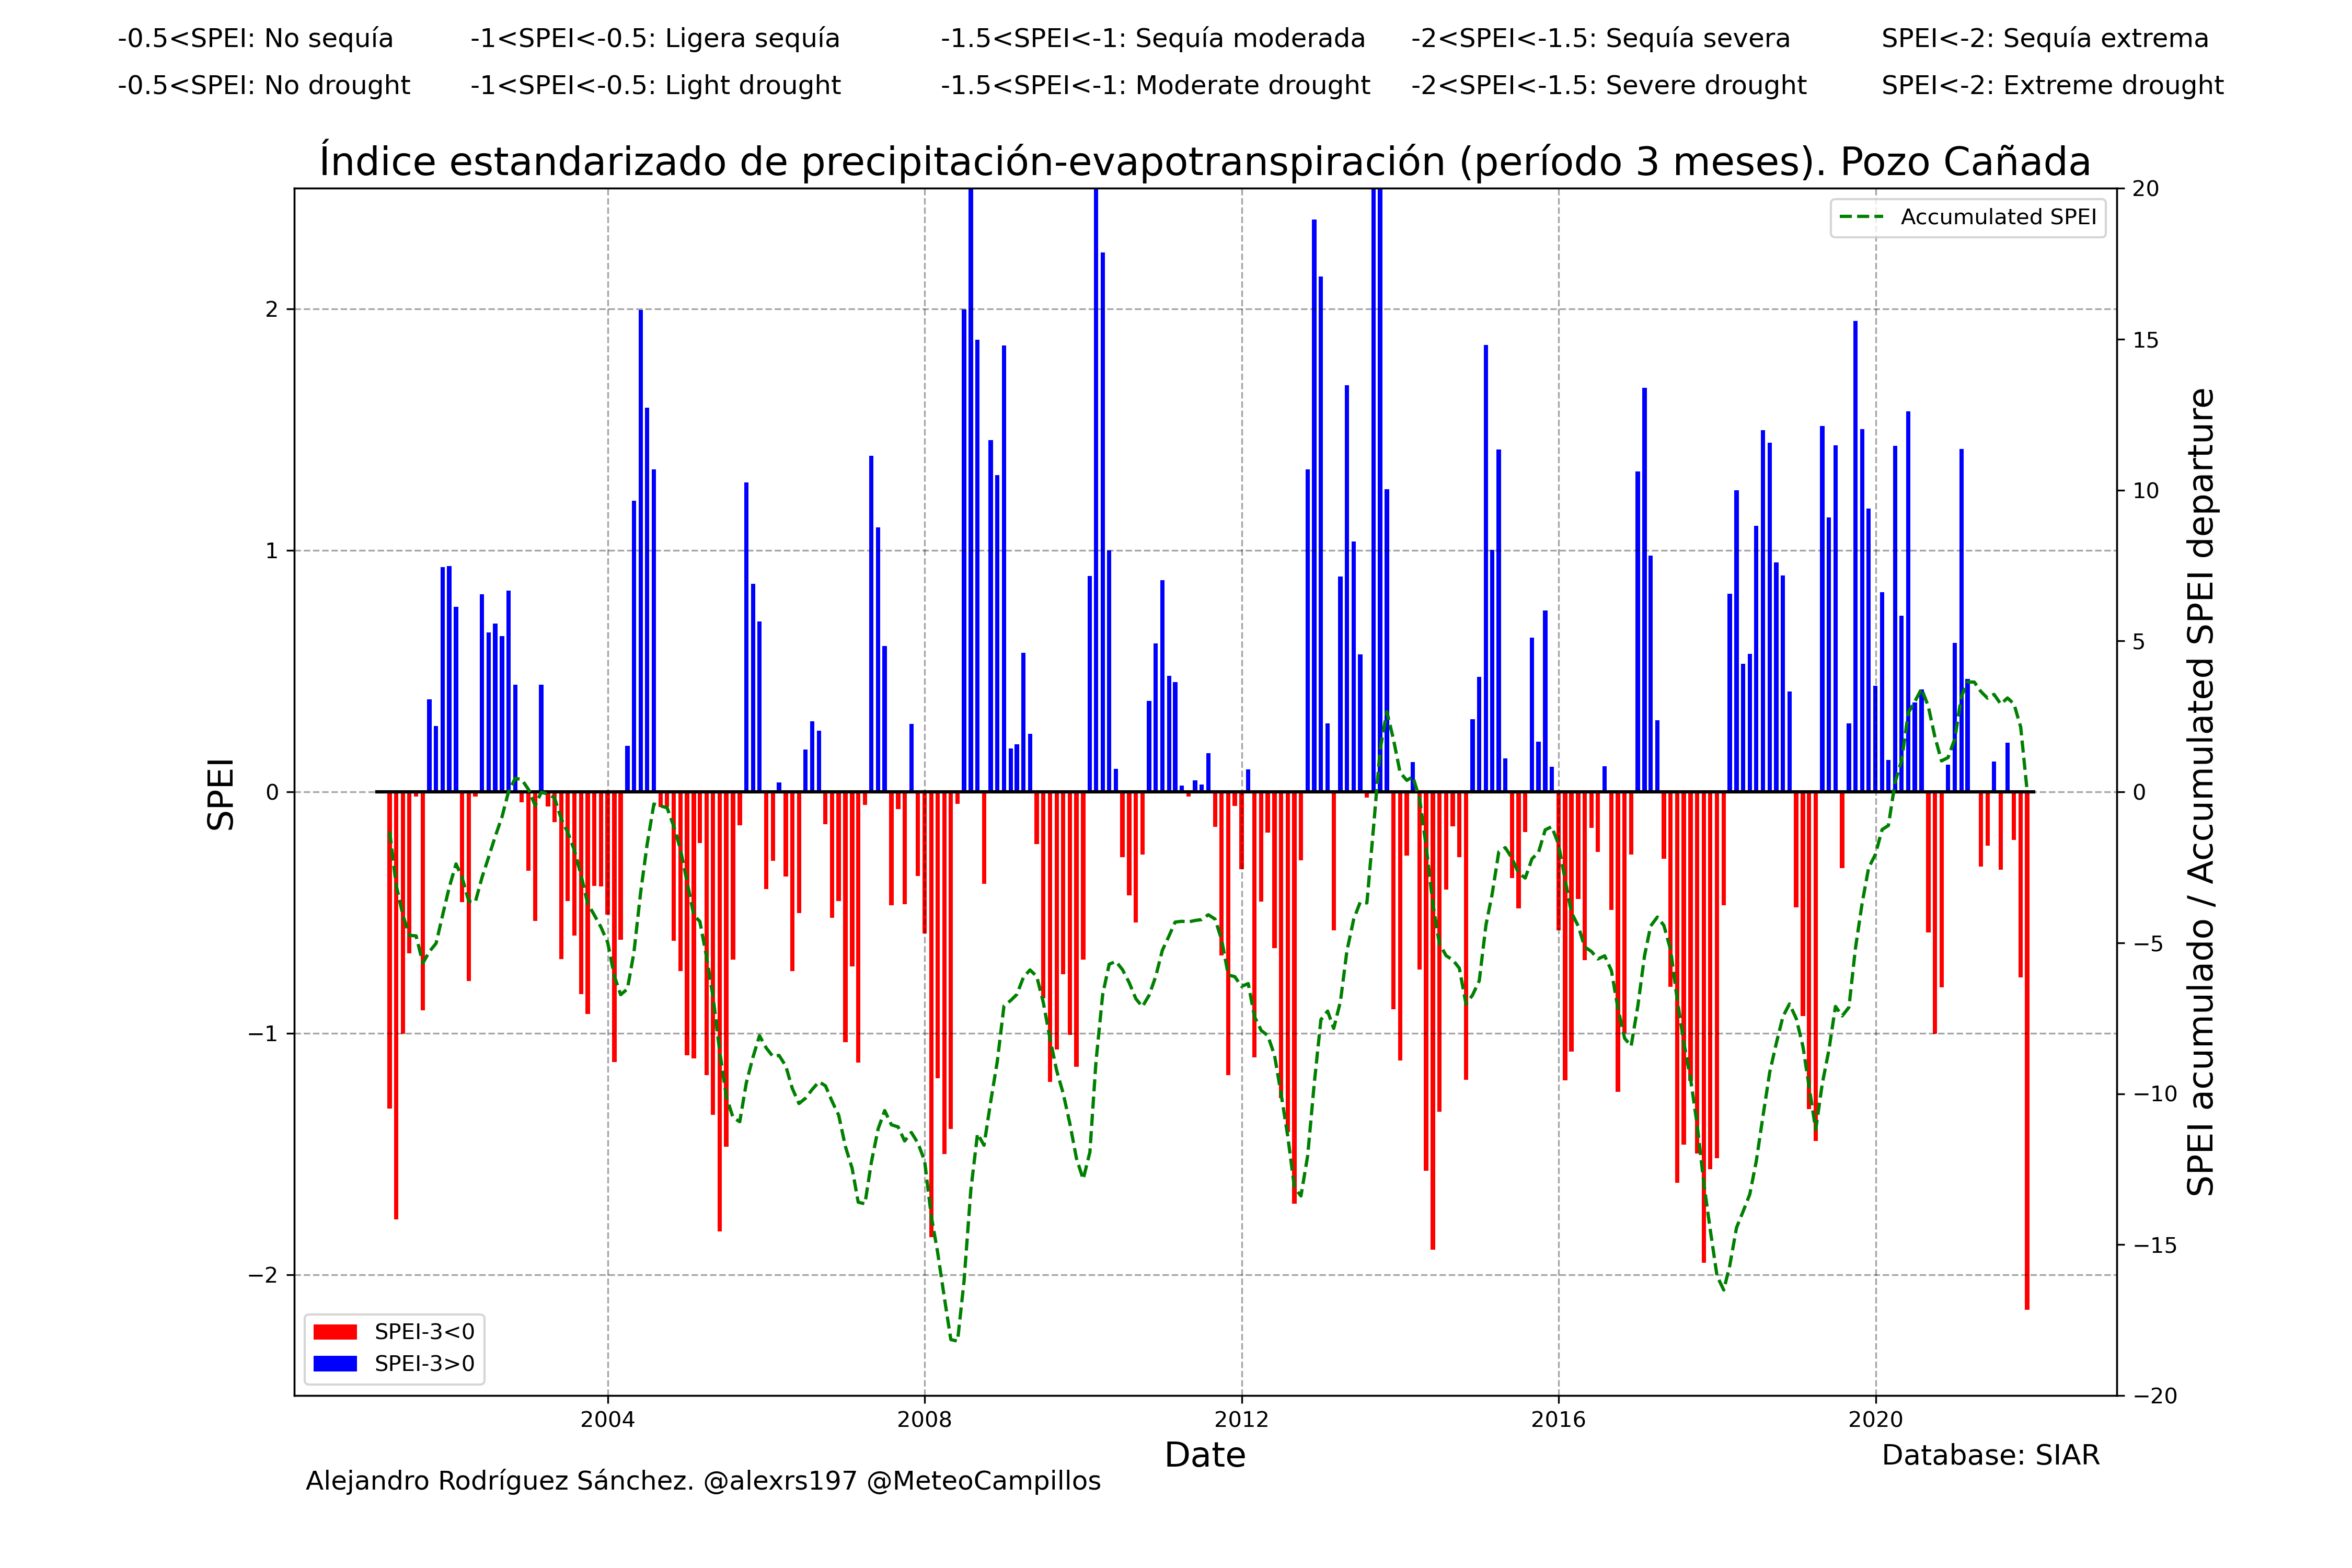 -0.5<SPEI: No sequía -1<SPEI<-0.5: Ligera sequía -1.5<SPEI<-1: Sequía moderada -2<SPEI<-1.5: Sequía severa SPEI<-2: Sequía extrema
-0.5<SPEI: No drought -1<SPEI<-0.5: Light drought -1.5<SPEI<-1: Moderate drought -2<SPEI<-1.5: Severe drought SPEI<-2: Extreme drought
Índice estandarizado de precipitación-evapotranspiración (período 3 meses). Pozo Cañada
Accumulated SPEI
SPEI
2
1
0
−1
−2
20
15
10
5
0
−5
−10
−15
−20
SPEI acumulado / Accumulated SPEI departure
SPEI-3<0
SPEI-3>0
2004 2008 2012 2016 2020
Date
Database: SIAR
Alejandro Rodríguez Sánchez. @alexrs197 @MeteoCampillos